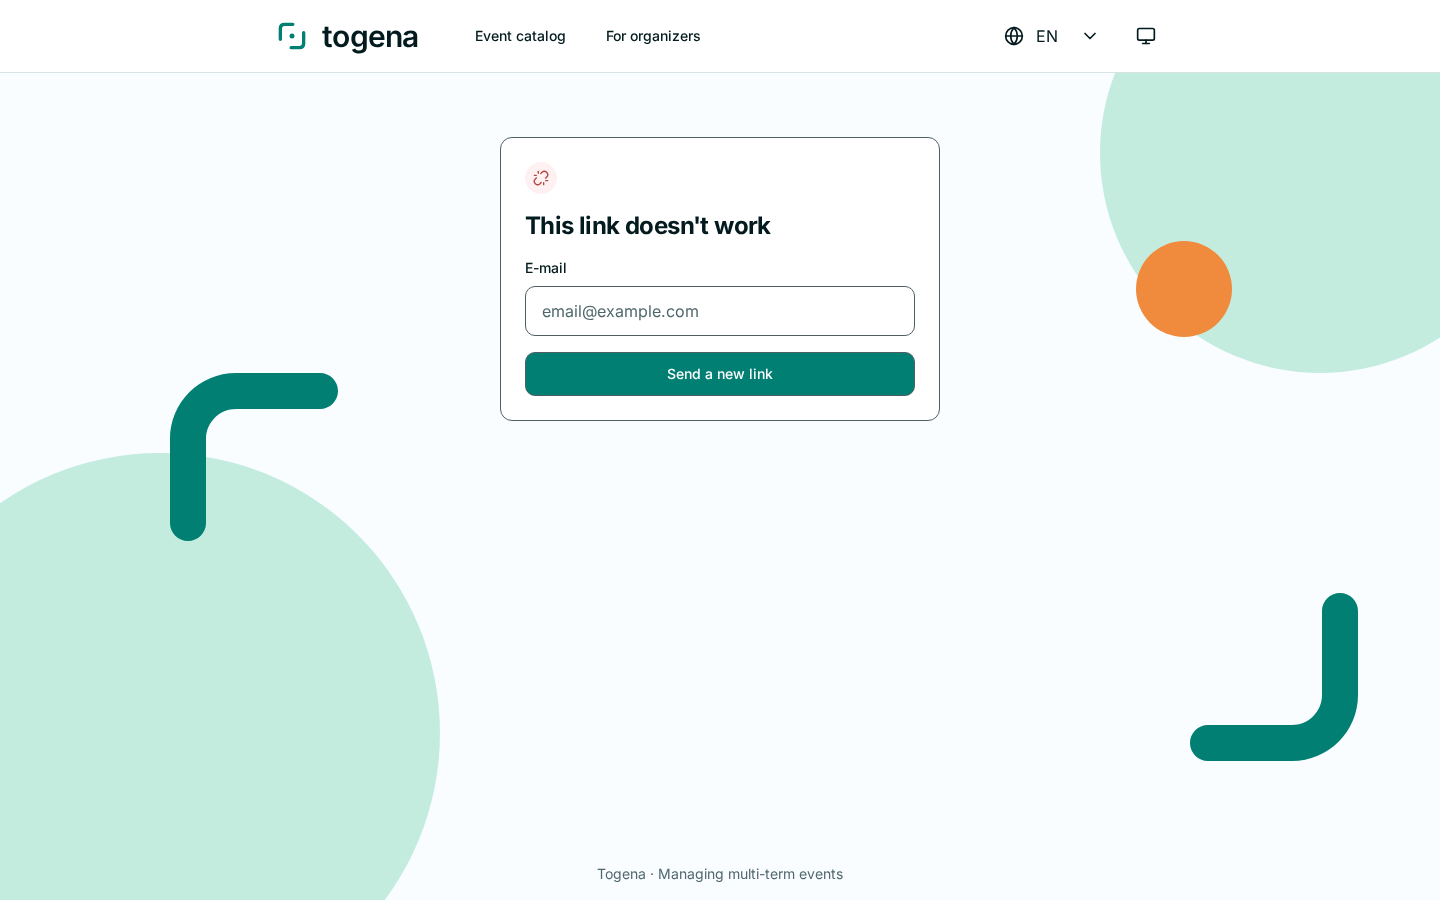 togena
Event catalog
For organizers
EN
This link doesn't work
E-mail
email@example.com
Send a new link
Togena · Managing multi-term events